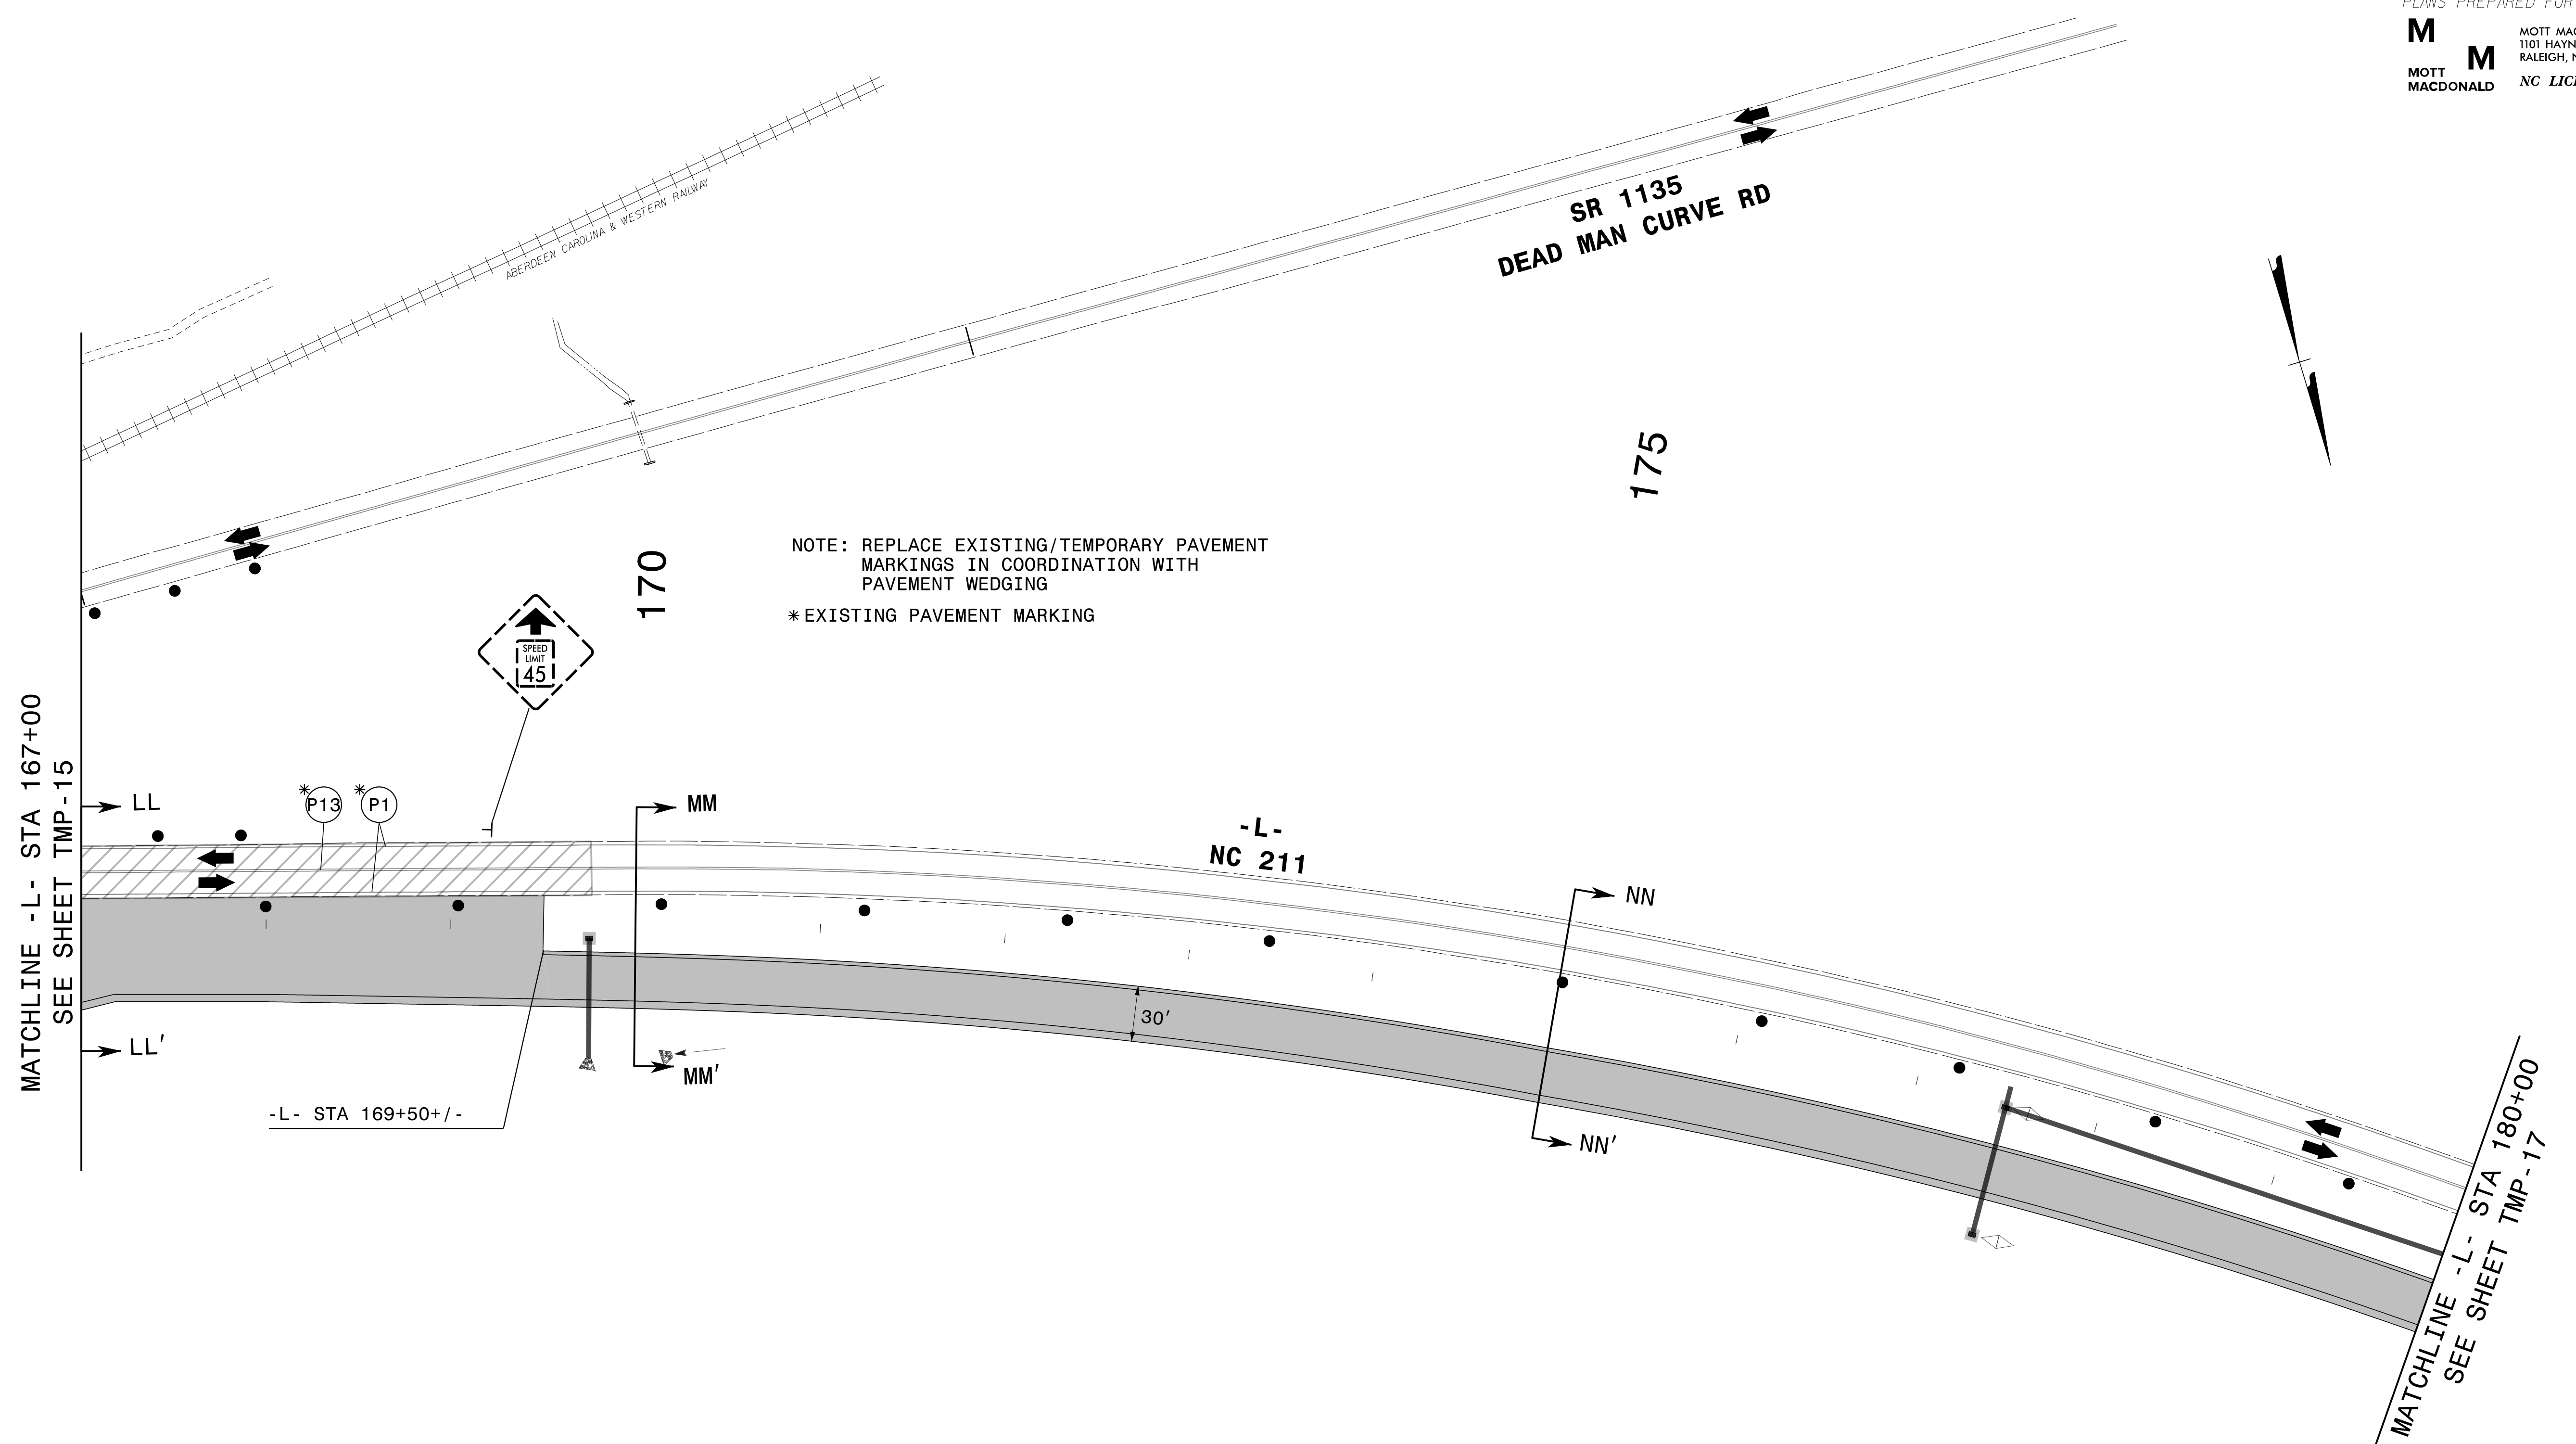 PLANS PREPARED FOR
M
M
MOTT
MACDONALD
1101
RALEIGH,
NC
ABERDEEN CAROLINA & WESTERN RAILWAY
SR 1135
DEAD MAN CURVE RD
175
170
NOTE: REPLACE EXISTING/TEMPORARY PAVEMENT
MARKINGS IN COORDINATION WITH
PAVEMENT WEDGING
*EXISTING PAVEMENT MARKING
SPEED
LIMIT
45
MATCHLINE -L- STA 167+00
SEE SHEET TMP-15
LL
*
P13
*
P1
MM
-L-
NC 211
NN
30'
LL'
MM'
NN'
-L- STA 169+50+/-
MATCHLINE -L- STA 180+00
SEE SHEET TMP-17